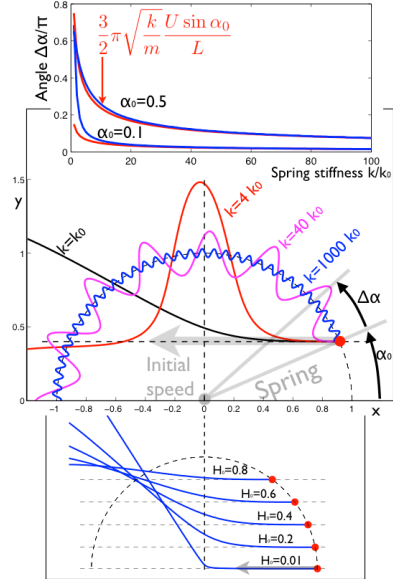 0.8
0.6
0.4
0.2
0
Angle Δα/π
3/2 π √(k/m) U sin α₀ / L
α₀=0.5
α₀=0.1
0 20 40 60 80 100
Spring stiffness k/k₀
1.5
y
1
0.5
0
k=k₀
k=4 k₀
k=40 k₀
k=1000 k₀
Δα
α₀
Initial
speed
Spring
−1 −0.8 −0.6 −0.4 −0.2 0 0.2 0.4 0.6 0.8 1
x
H₀=0.8
H₀=0.6
H₀=0.4
H₀=0.2
H₀=0.01